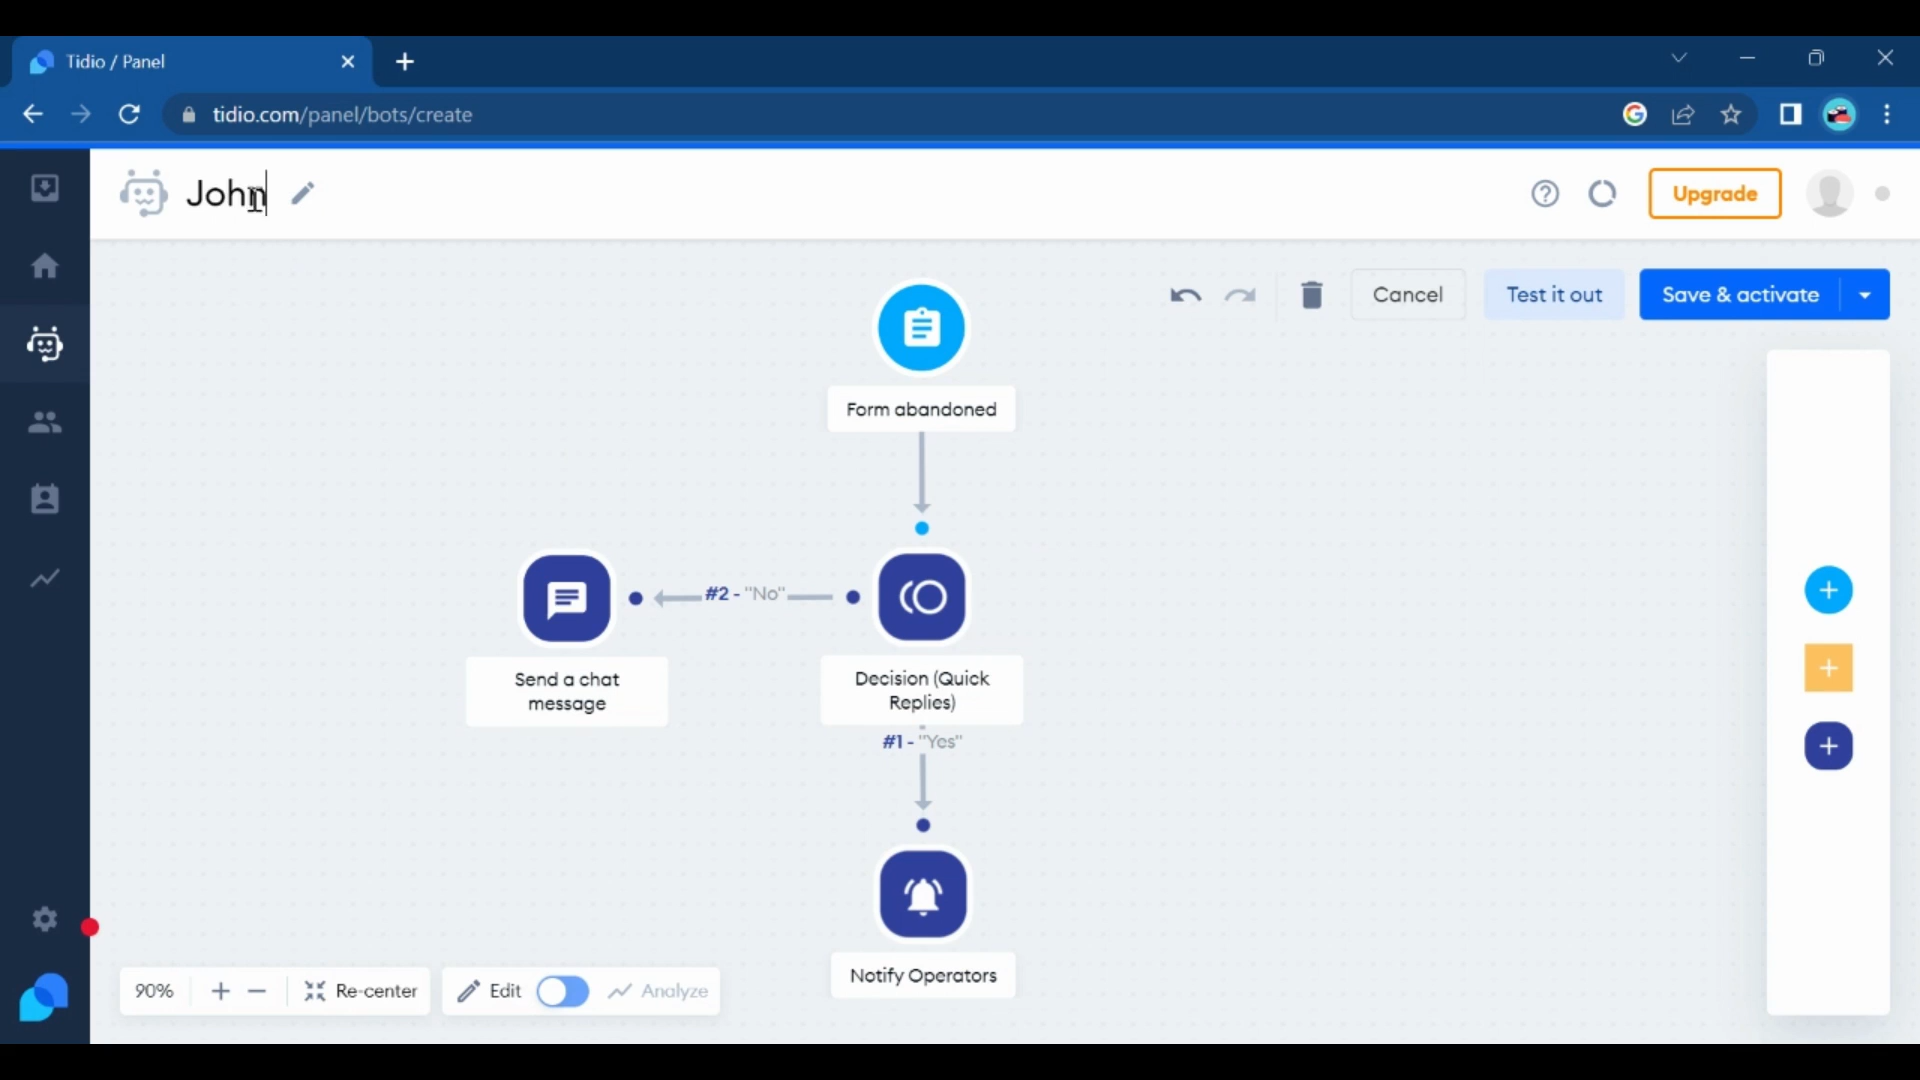 Tidio / Panel
tidio.com/panel/bots/create
John
Upgrade
Cancel
Test it out
Save & activate
Form abandoned
#2 - "No"
Send a chat
message
Decision (Quick
Replies)
#1 - "Yes"
Notify Operators
90%
Re-center
Edit
Analyze